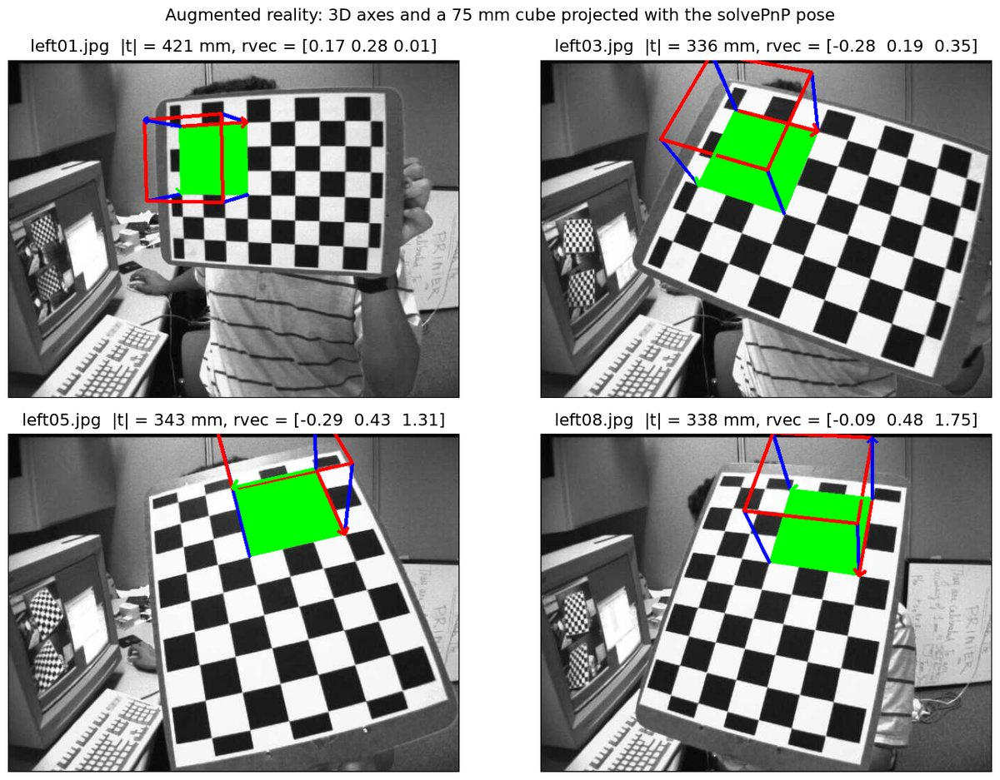 Augmented reality: 3D axes and a 75 mm cube projected with the solvePnP pose
left01.jpg  |t| = 421 mm, rvec = [0.17 0.28 0.01]
left03.jpg  |t| = 336 mm, rvec = [-0.28  0.19  0.35]
PRINTER
left05.jpg  |t| = 343 mm, rvec = [-0.29  0.43  1.31]
left08.jpg  |t| = 338 mm, rvec = [-0.09  0.48  1.75]
PRINTER
PRINTER